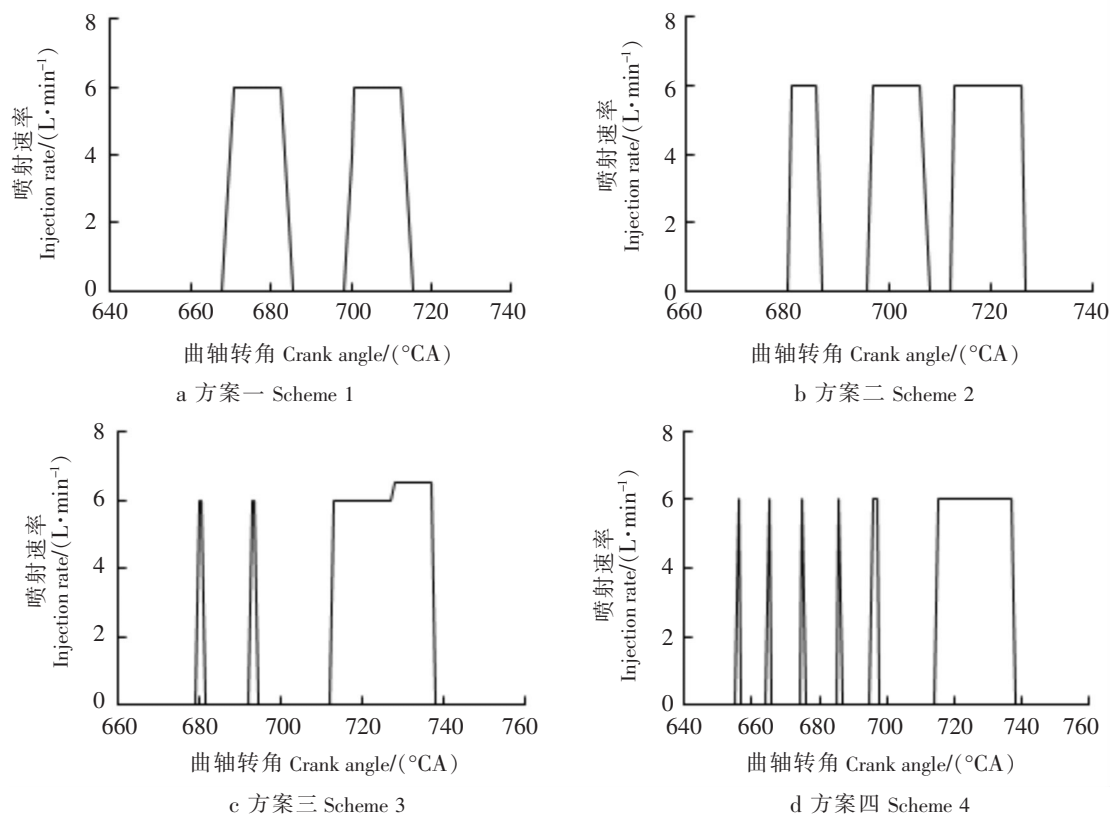 8
6
4
2
0
640 660 680 700 720 740
喷射速率
Injection rate/(L·min⁻¹)
曲轴转角 Crank angle/(°CA)
a 方案一 Scheme 1
8
6
4
2
0
660 680 700 720 740
喷射速率
Injection rate/(L·min⁻¹)
曲轴转角 Crank angle/(°CA)
b 方案二 Scheme 2
8
6
4
2
0
660 680 700 720 740 760
喷射速率
Injection rate/(L·min⁻¹)
曲轴转角 Crank angle/(°CA)
c 方案三 Scheme 3
8
6
4
2
0
640 660 680 700 720 740 760
喷射速率
Injection rate/(L·min⁻¹)
曲轴转角 Crank angle/(°CA)
d 方案四 Scheme 4